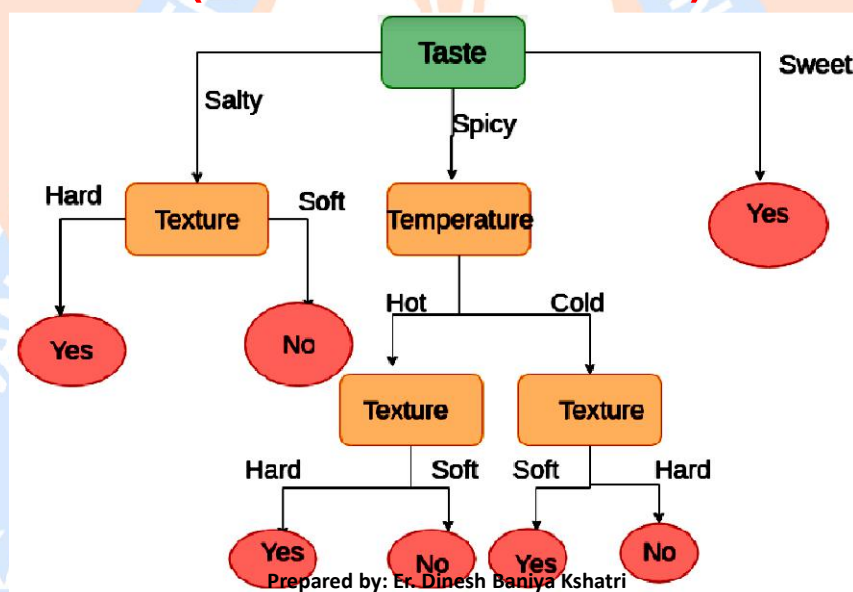 Taste
Salty
Spicy
Sweet
Hard
Texture
Soft
Temperature
Yes
Yes
No
Hot
Cold
Texture
Texture
Hard
Soft
Soft
Hard
Yes
No
Yes
No
Prepared by: Er. Dinesh Baniya Kshatri